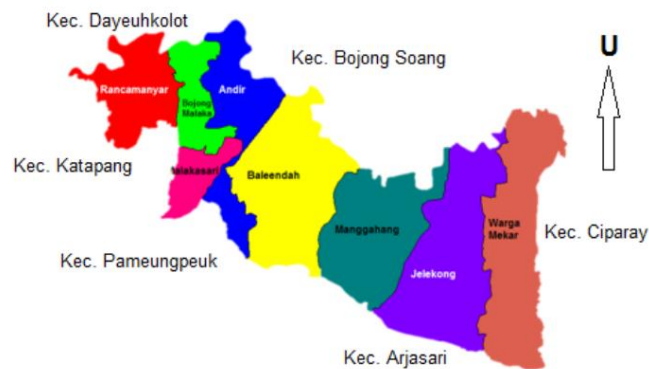 Kec. Dayeuhkolot
U
Kec. Bojong Soang
Rancamanyar
Andir
Bojong
Malaka
Kec. Katapang
Malakasari
Baleendah
Manggahang
Warga
Mekar
Kec. Ciparay
Kec. Pameungpeuk
Jelekong
Kec. Arjasari